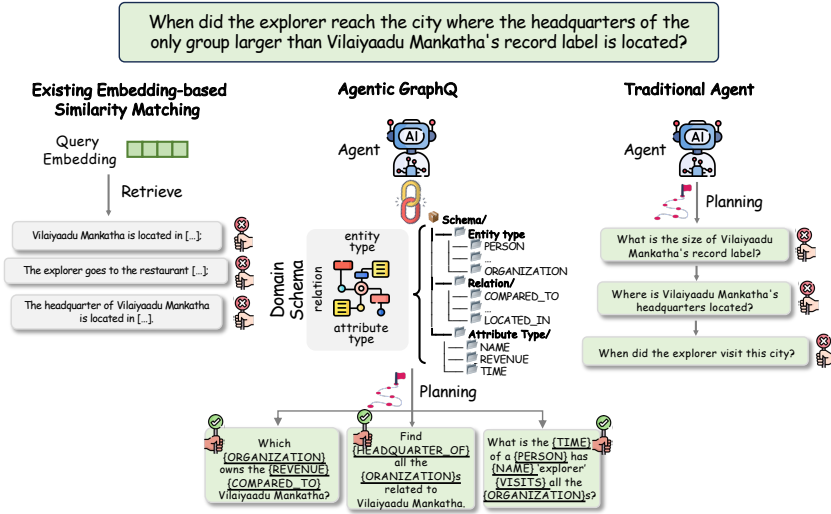 When did the explorer reach the city where the headquarters of the
only group larger than Vilaiyaadu Mankatha's record label is located?
Existing Embedding-based
Similarity Matching
Query
Embedding
Retrieve
Vilaiyaadu Mankatha is located in [...];
The explorer goes to the restaurant [...];
The headquarter of Vilaiyaadu Mankatha
is located in [...].
Agentic GraphQ
Agent
AI
Domain
Schema
entity
type
relation
attribute
type
Schema/
Entity type
PERSON
...
ORGANIZATION
Relation/
COMPARED_TO
...
LOCATED_IN
Attribute Type/
NAME
REVENUE
TIME
Planning
Which
{ORGANIZATION}
owns the {REVENUE}
{COMPARED_TO}
Vilaiyaadu Mankatha?
Find
{HEADQUARTER_OF}
all the
{ORANIZATION}s
related to
Vilaiyaadu Mankatha.
What is the {TIME}
of a {PERSON} has
{NAME} 'explorer'
{VISITS} all the
{ORGANIZATION}s?
Traditional Agent
Agent
AI
Planning
What is the size of Vilaiyaadu
Mankatha's record label?
Where is Vilaiyaadu Mankatha's
headquarters located?
When did the explorer visit this city?